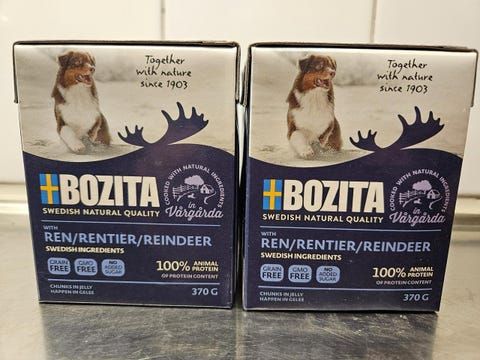 Together
with nature
since 1903
BOZITA
SWEDISH NATURAL QUALITY
COOKED WITH NATURAL INGREDIENTS
in
Vårgårda
WITH
REN/RENTIER/REINDEER
SWEDISH INGREDIENTS
GRAIN
FREE
GMO
FREE
NO
ADDED
SUGAR
100% ANIMAL
PROTEIN
OF PROTEIN CONTENT
CHUNKS IN JELLY
HÄPPCHEN IN GELEE
370 G
Together
with nature
since 1903
BOZITA
SWEDISH NATURAL QUALITY
COOKED WITH NATURAL INGREDIENTS
in
Vårgårda
WITH
REN/RENTIER/REINDEER
SWEDISH INGREDIENTS
GRAIN
FREE
GMO
FREE
NO
ADDED
SUGAR
100% ANIMAL
PROTEIN
OF PROTEIN CONTENT
CHUNKS IN JELLY
HAPPEN IN GELEE
370 G